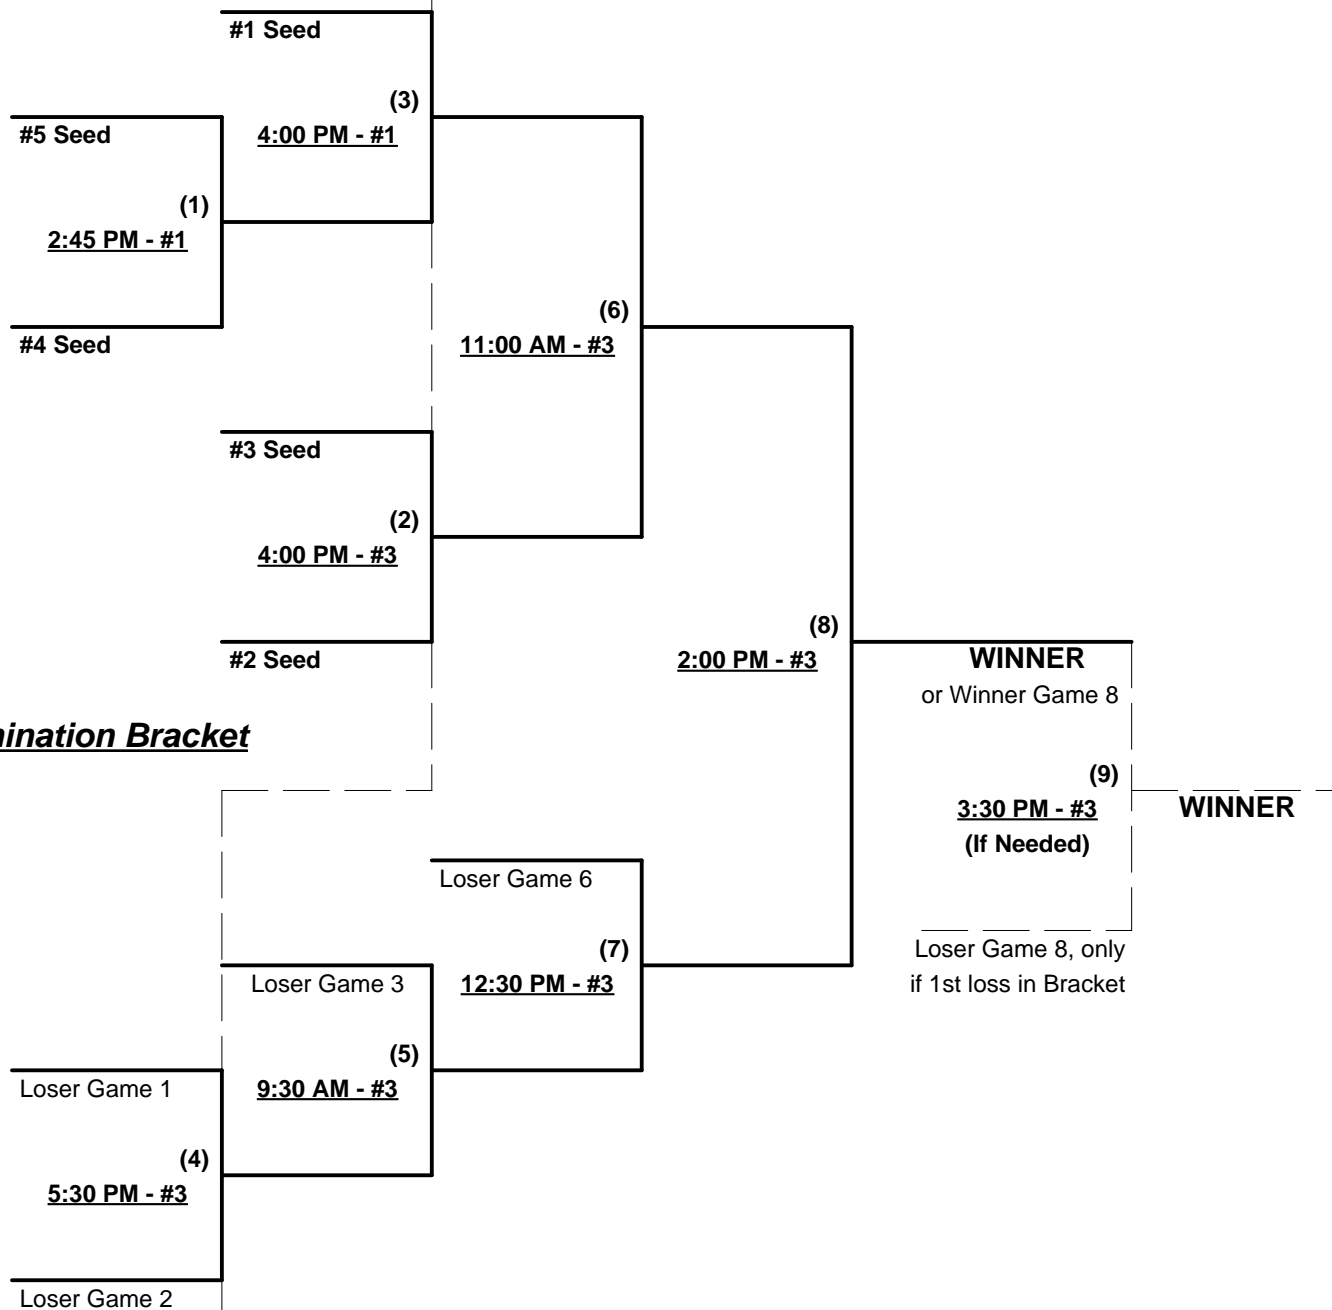 #1 Seed
(3)
4:00 PM - #1
#5 Seed
(1)
2:45 PM - #1
#4 Seed
(6)
11:00 AM - #3
#3 Seed
(2)
4:00 PM - #3
#2 Seed
(8)
2:00 PM - #3
WINNER
or Winner Game 8
(9)
3:30 PM - #3
(If Needed)
WINNER
Loser Game 8, only
if 1st loss in Bracket
Bracket
Loser Game 6
(7)
12:30 PM - #3
Loser Game 3
(5)
9:30 AM - #3
Loser Game 1
(4)
5:30 PM - #3
Loser Game 2